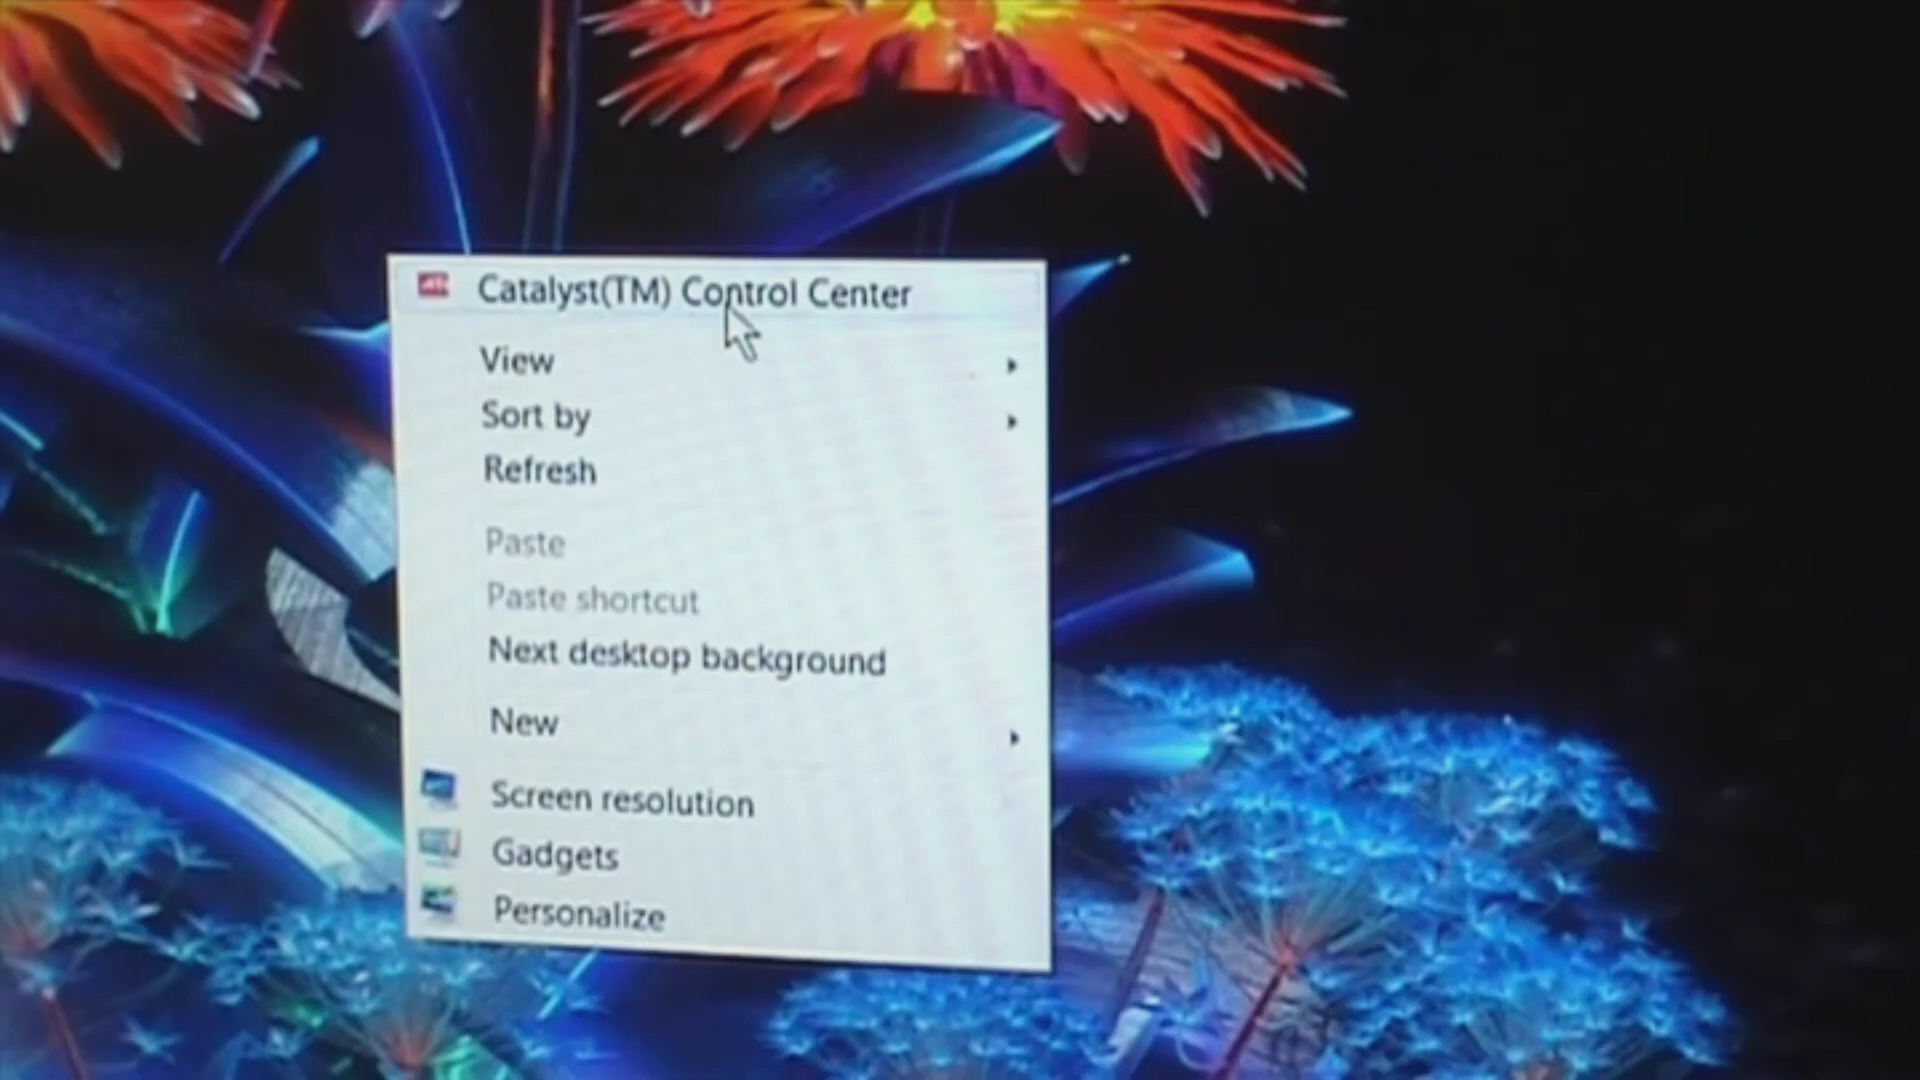 Catalyst(TM) Control Center
View
Sort by
Refresh
Paste
Paste shortcut
Next desktop background
New
Screen resolution
Gadgets
Personalize